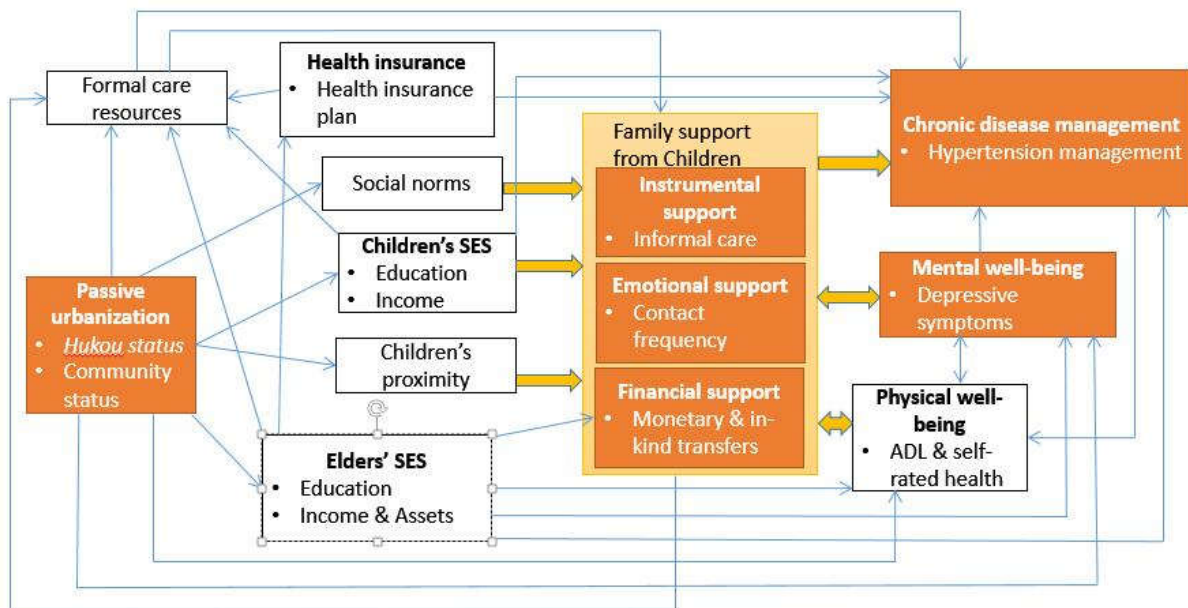 Formal care
resources
Health insurance
• Health insurance
plan
Social norms
Children's SES
• Education
• Income
Passive
urbanization
• Hukou status
• Community
status
Children's
proximity
Elders' SES
• Education
• Income & Assets
Family support
from Children
Instrumental
support
• Informal care
Emotional support
• Contact
frequency
Financial support
• Monetary & in-
kind transfers
Chronic disease management
• Hypertension management
Mental well-being
• Depressive
symptoms
Physical well-
being
• ADL & self-
rated health